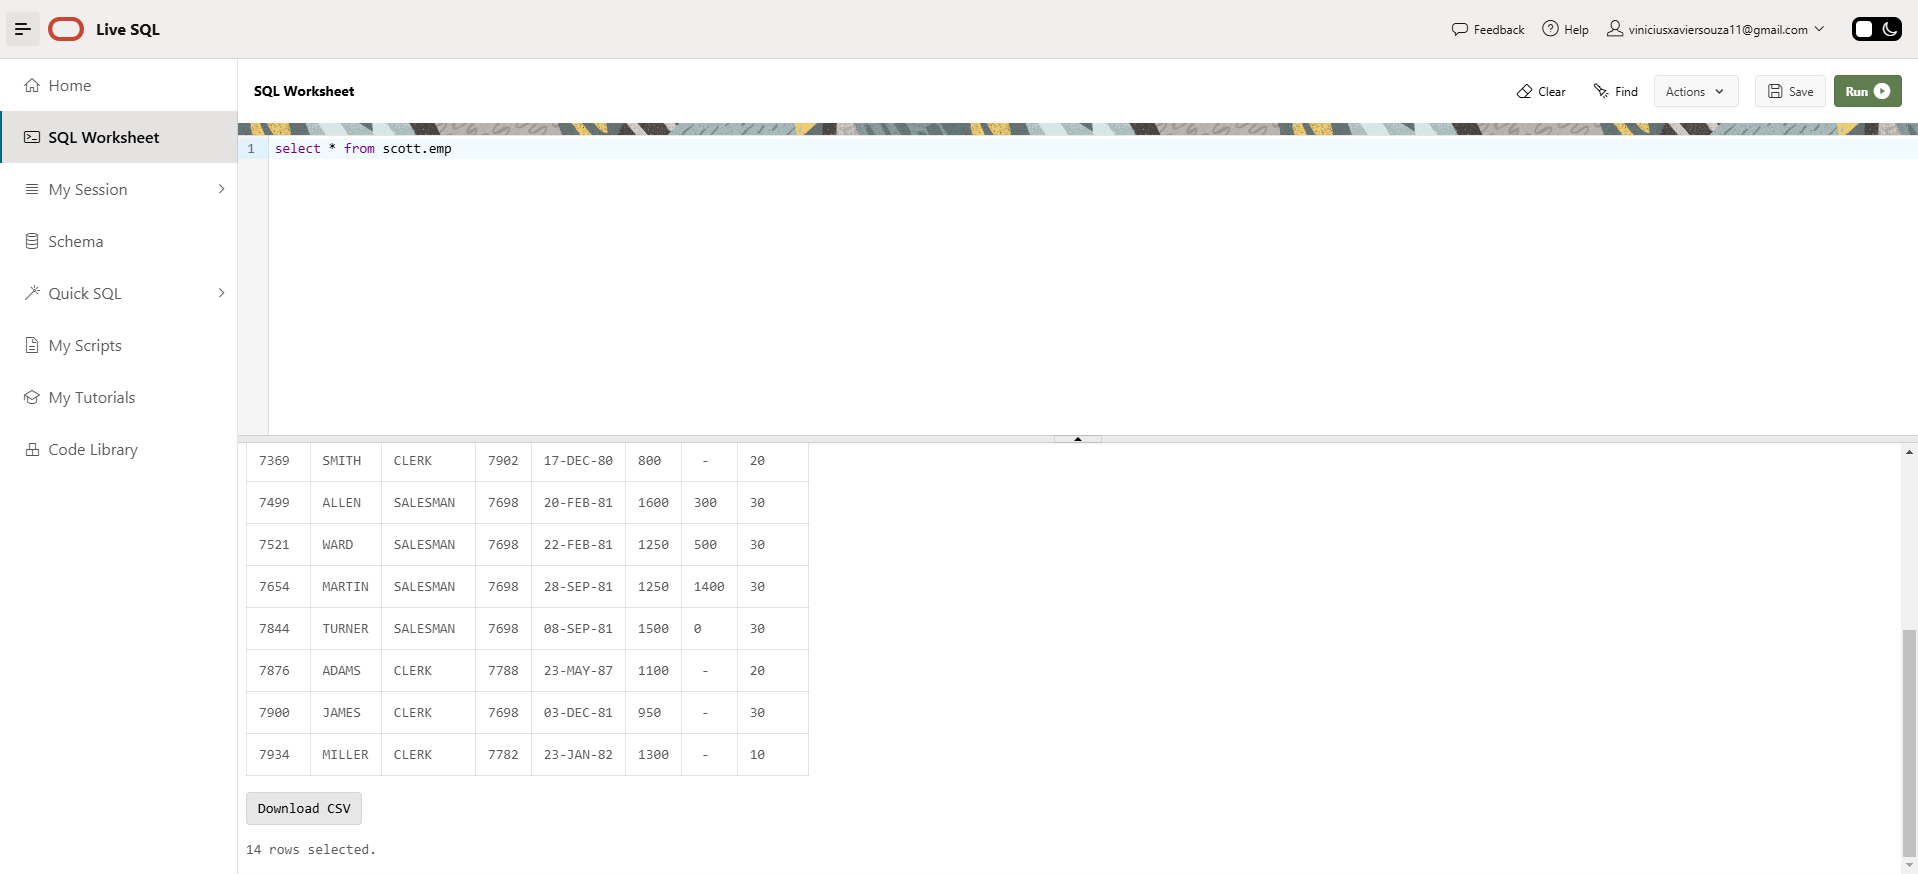 Live SQL
Feedback
Help
viniciusxaviersouza11@gmail.com
Home
SQL Worksheet
My Session
Schema
Quick SQL
My Scripts
My Tutorials
Code Library
SQL Worksheet
Clear
Find
Actions
Save
Run
1 select * from scott.emp
7369 SMITH CLERK 7902 17-DEC-80 800 - 20
7499 ALLEN SALESMAN 7698 20-FEB-81 1600 300 30
7521 WARD SALESMAN 7698 22-FEB-81 1250 500 30
7654 MARTIN SALESMAN 7698 28-SEP-81 1250 1400 30
7844 TURNER SALESMAN 7698 08-SEP-81 1500 0 30
7876 ADAMS CLERK 7788 23-MAY-87 1100 - 20
7900 JAMES CLERK 7698 03-DEC-81 950 - 30
7934 MILLER CLERK 7782 23-JAN-82 1300 - 10
Download CSV
14 rows selected.